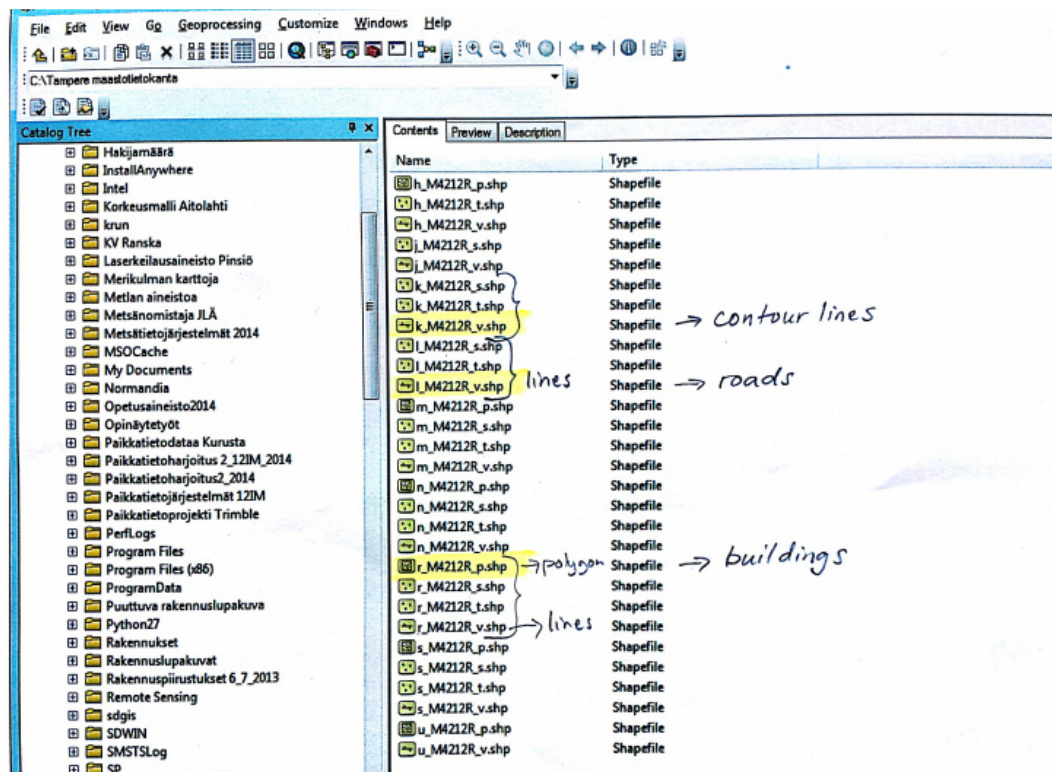 File Edit View Go Geoprocessing Customize Windows Help
C:\Tampere maastotietokanta
Catalog Tree
Hakijamäärä
InstallAnywhere
Intel
Korkeusmalli Aitolahti
krun
KV Ranska
Laserkeilausaineisto Pinsiö
Merikulman karttoja
Metlan aineistoa
Metsänomistaja JLÄ
Metsätietojärjestelmät 2014
MSOCache
My Documents
Normandia
Opetusaineisto2014
Opinäytetyöt
Paikkatietodataa Kurusta
Paikkatietoharjoitus 2_12IM_2014
Paikkatietoharjoitus2_2014
Paikkatietojärjestelmät 12IM
Paikkatietoprojekti Trimble
PerfLogs
Program Files
Program Files (x86)
ProgramData
Puuttuva rakennuslupakuva
Python27
Rakennukset
Rakennuslupakuvat
Rakennuspiirustukset 6_7_2013
Remote Sensing
sdgis
SDWIN
SMSTSLog
SP
Contents Preview Description
Name Type
h_M4212R_p.shp Shapefile
h_M4212R_t.shp Shapefile
h_M4212R_v.shp Shapefile
j_M4212R_s.shp Shapefile
j_M4212R_v.shp Shapefile
k_M4212R_s.shp Shapefile
k_M4212R_t.shp Shapefile
k_M4212R_v.shp Shapefile → contour lines
l_M4212R_s.shp Shapefile
l_M4212R_t.shp Shapefile
l_M4212R_v.shp lines Shapefile → roads
m_M4212R_p.shp Shapefile
m_M4212R_s.shp Shapefile
m_M4212R_t.shp Shapefile
m_M4212R_v.shp Shapefile
n_M4212R_p.shp Shapefile
n_M4212R_s.shp Shapefile
n_M4212R_t.shp Shapefile
n_M4212R_v.shp Shapefile
r_M4212R_p.shp → polygon Shapefile → buildings
r_M4212R_s.shp Shapefile
r_M4212R_t.shp Shapefile
r_M4212R_v.shp → lines Shapefile
s_M4212R_p.shp Shapefile
s_M4212R_s.shp Shapefile
s_M4212R_t.shp Shapefile
s_M4212R_v.shp Shapefile
u_M4212R_p.shp Shapefile
u_M4212R_v.shp Shapefile